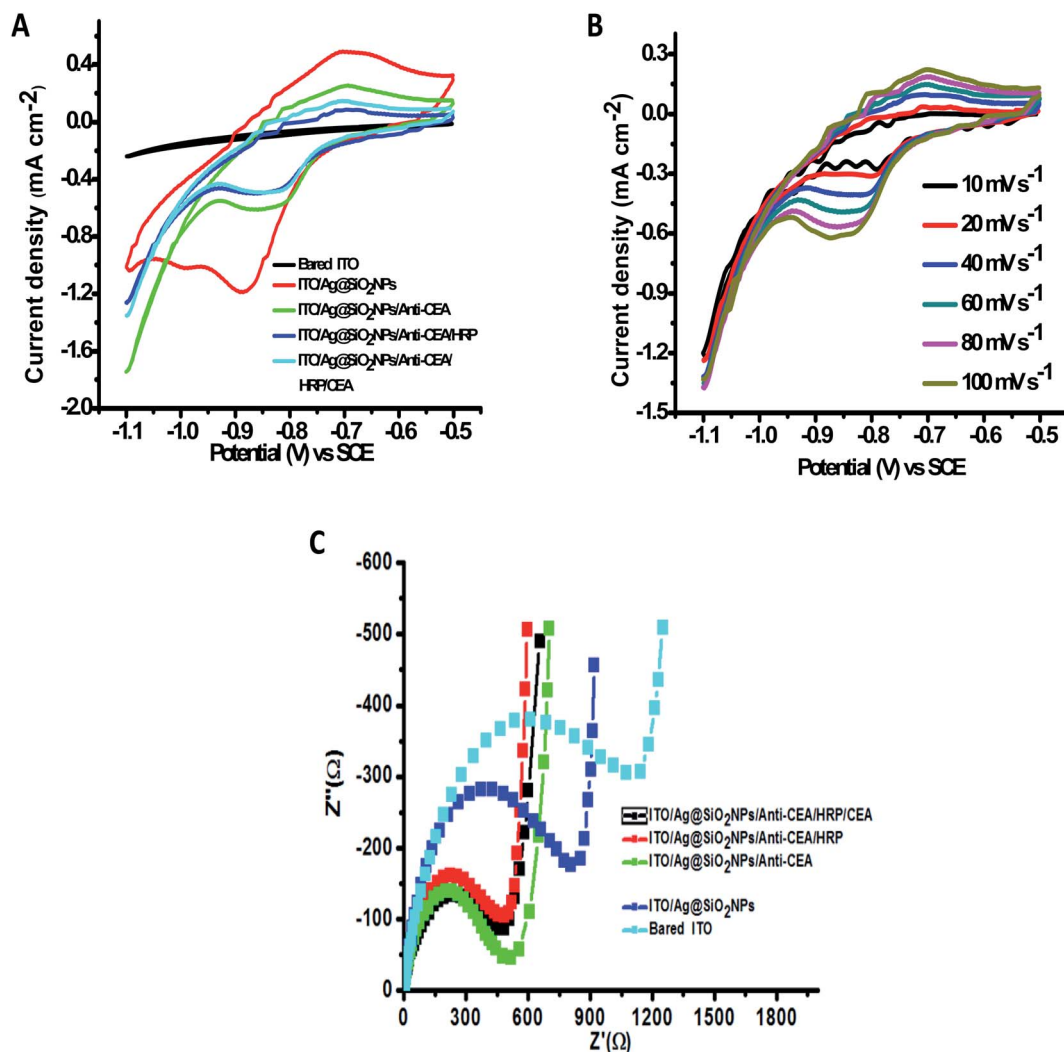 A
Current density (mA cm-2)
0.4
0.0
-0.4
-0.8
-1.2
-1.6
-2.0
Bared ITO
ITO/Ag@SiO2NPs
ITO/Ag@SiO2NPs/Anti-CEA
ITO/Ag@SiO2NPs/Anti-CEA/HRP
ITO/Ag@SiO2NPs/Anti-CEA/
HRP/CEA
-1.1 -1.0 -0.9 -0.8 -0.7 -0.6 -0.5
Potential (V) vs SCE
B
Current density (mA cm-2)
0.3
0.0
-0.3
-0.6
-0.9
-1.2
-1.5
10 mVs-1
20 mVs-1
40 mVs-1
60 mVs-1
80 mVs-1
100 mVs-1
-1.1 -1.0 -0.9 -0.8 -0.7 -0.6 -0.5
Potential (V) vs SCE
C
Z''(Ω)
-600
-500
-400
-300
-200
-100
0
ITO/Ag@SiO2NPs/Anti-CEA/HRP/CEA
ITO/Ag@SiO2NPs/Anti-CEA/HRP
ITO/Ag@SiO2NPs/Anti-CEA
ITO/Ag@SiO2NPs
Bared ITO
0 300 600 900 1200 1500 1800
Z'(Ω)